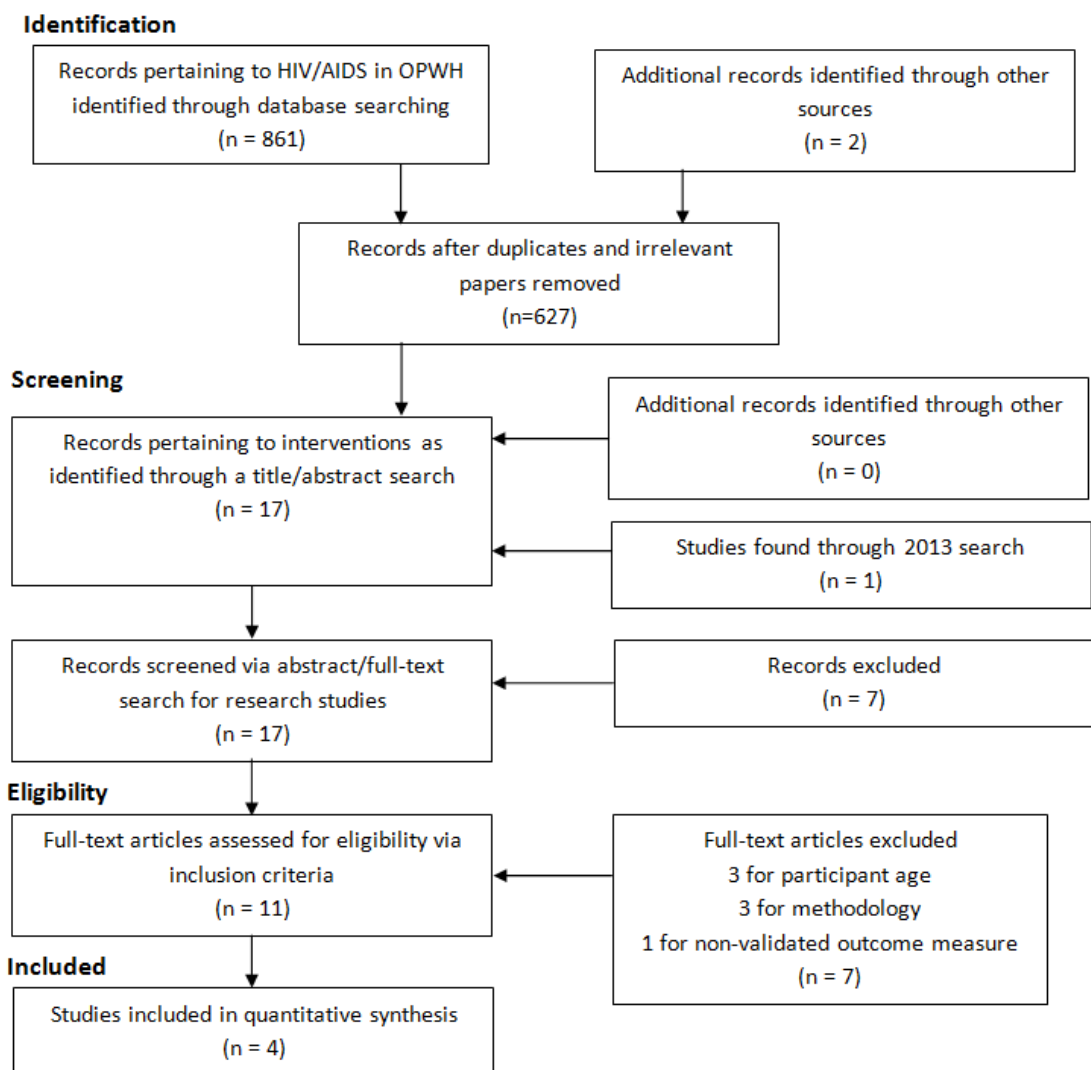 Identification
Records pertaining to HIV/AIDS in OPWH
identified through database searching
(n = 861)
Additional records identified through other
sources
(n = 2)
Records after duplicates and irrelevant
papers removed
(n=627)
Screening
Records pertaining to interventions as
identified through a title/abstract search
(n = 17)
Additional records identified through other
sources
(n = 0)
Studies found through 2013 search
(n = 1)
Records screened via abstract/full-text
search for research studies
(n = 17)
Records excluded
(n = 7)
Eligibility
Full-text articles assessed for eligibility via
inclusion criteria
(n = 11)
Full-text articles excluded
3 for participant age
3 for methodology
1 for non-validated outcome measure
(n = 7)
Included
Studies included in quantitative synthesis
(n = 4)